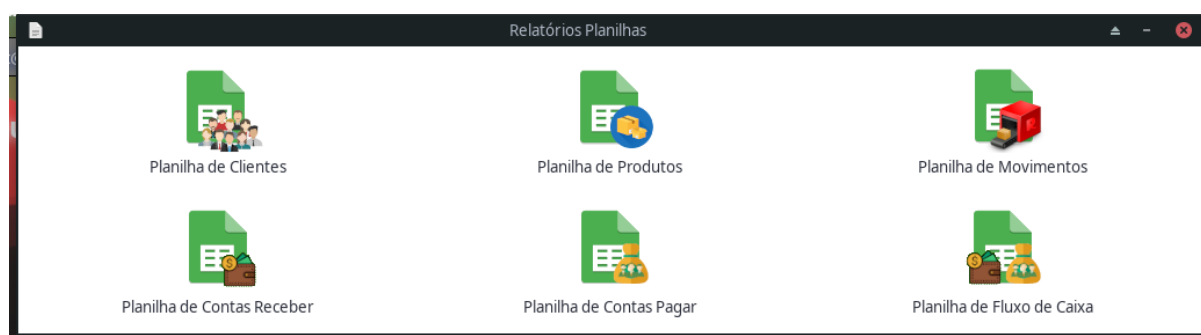 Relatórios Planilhas
Planilha de Clientes
Planilha de Produtos
Planilha de Movimentos
Planilha de Contas Receber
Planilha de Contas Pagar
Planilha de Fluxo de Caixa